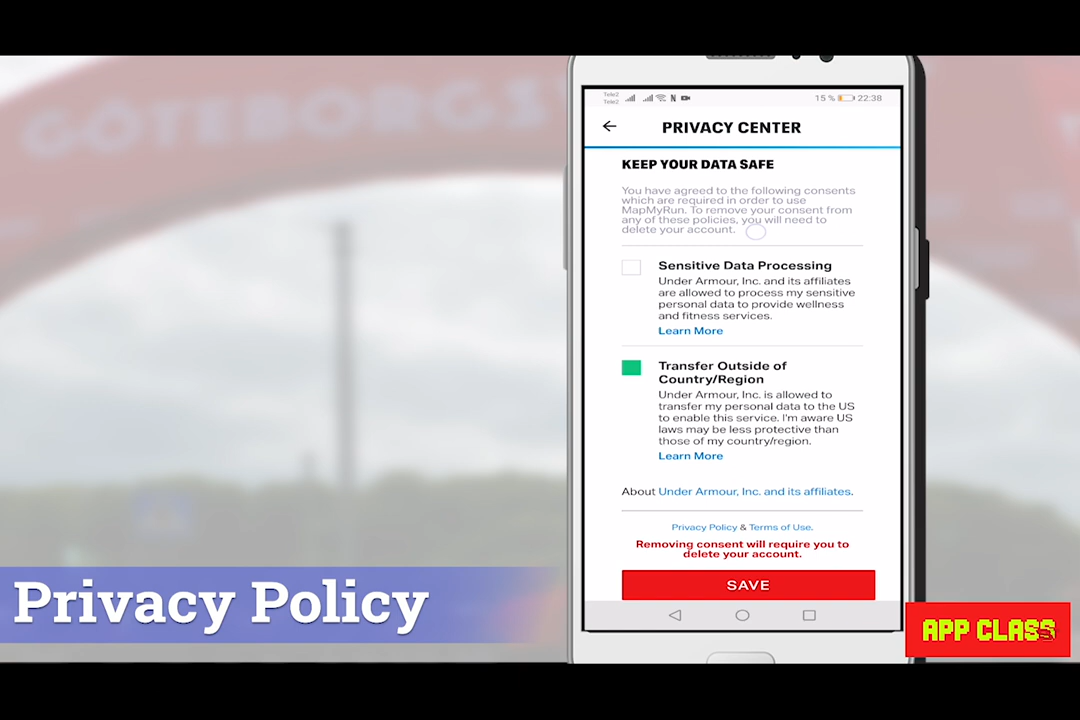 GÖTEBORGS
Tele2
Tele2
15 % 22:38
PRIVACY CENTER
KEEP YOUR DATA SAFE
You have agreed to the following consents
which are required in order to use
MapMyRun. To remove your consent from
any of these policies, you will need to
delete your account.
Sensitive Data Processing
Under Armour, Inc. and its affiliates
are allowed to process my sensitive
personal data to provide wellness
and fitness services.
Learn More
Transfer Outside of
Country/Region
Under Armour, Inc. is allowed to
transfer my personal data to the US
to enable this service. I'm aware US
laws may be less protective than
those of my country/region.
Learn More
About Under Armour, Inc. and its affiliates.
Privacy Policy & Terms of Use.
Removing consent will require you to
delete your account.
SAVE
Privacy Policy
APP CLASS